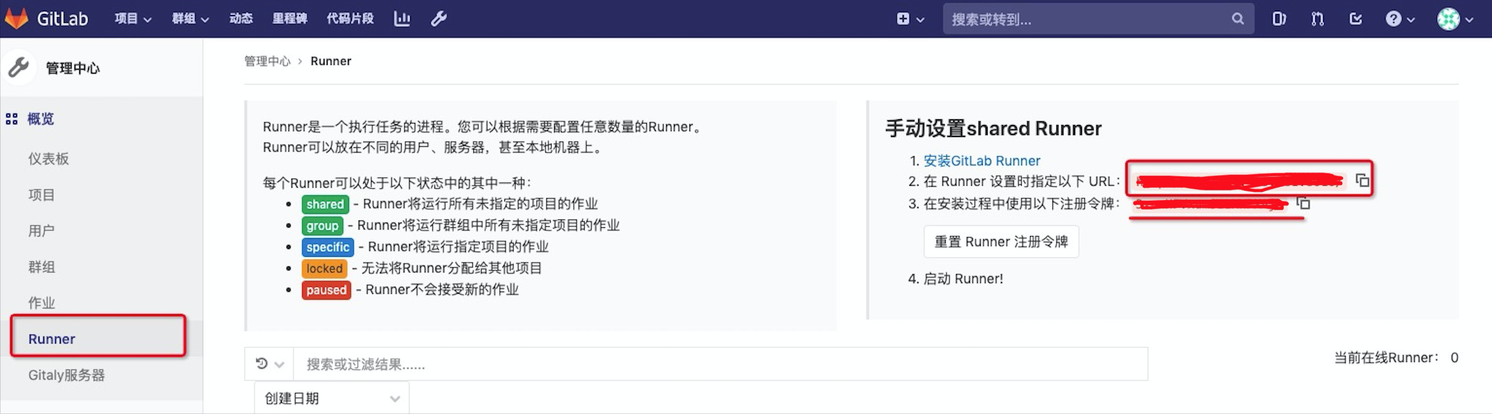 GitLab 项目 群组 动态 里程碑 代码片段 搜索或转到...
管理中心
管理中心 › Runner
概览
仪表板
项目
用户
群组
作业
Runner
Gitaly服务器
Runner是一个执行任务的进程。您可以根据需要配置任意数量的Runner。
Runner可以放在不同的用户、服务器，甚至本地机器上。
每个Runner可以处于以下状态中的其中一种：
shared - Runner将运行所有未指定的项目的作业
group - Runner将运行群组中所有未指定项目的作业
specific - Runner将运行指定项目的作业
locked - 无法将Runner分配给其他项目
paused - Runner不会接受新的作业
手动设置shared Runner
1. 安装GitLab Runner
2. 在 Runner 设置时指定以下 URL：
3. 在安装过程中使用以下注册令牌：
重置 Runner 注册令牌
4. 启动 Runner!
搜索或过滤结果......
当前在线Runner： 0
创建日期